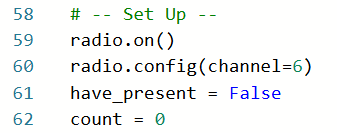 58 # -- Set Up --
59 radio.on()
60 radio.config(channel=6)
61 have_present = False
62 count = 0